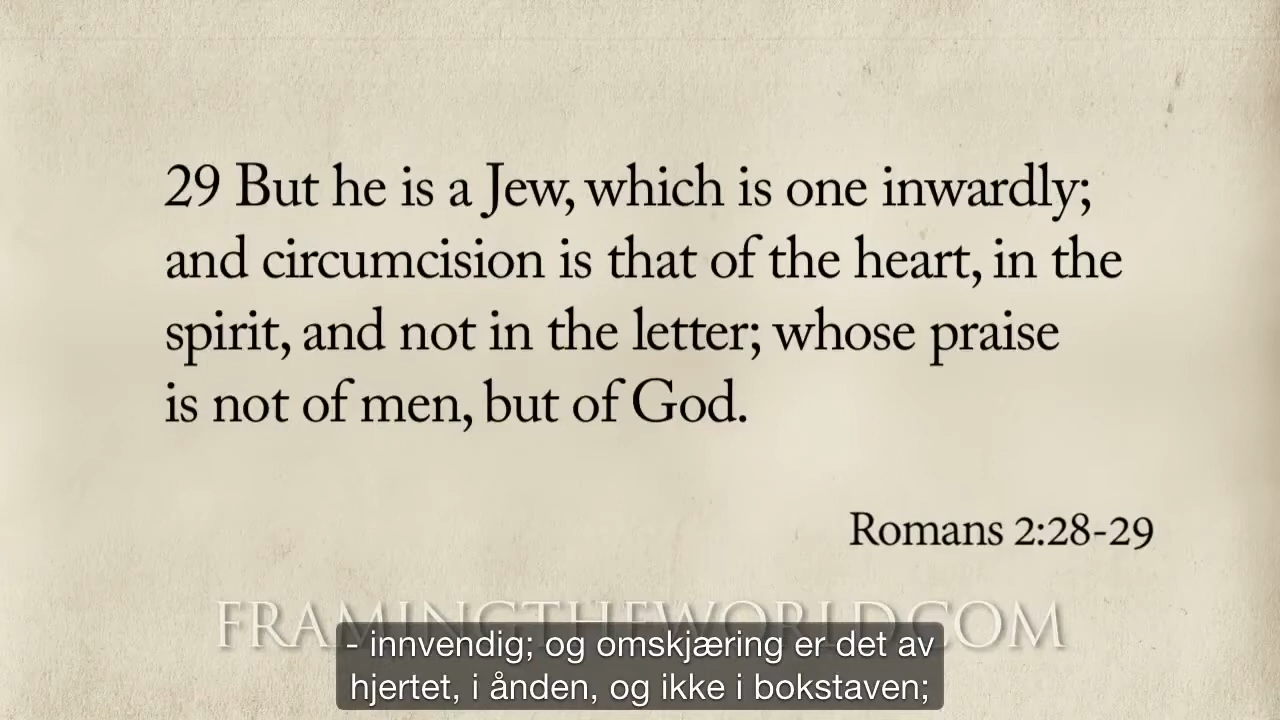 29 But he is a Jew, which is one inwardly;
and circumcision is that of the heart, in the
spirit, and not in the letter; whose praise
is not of men, but of God.
Romans 2:28-29
FRAMINGTHEWORLD.COM
- innvendig; og omskjæring er det av
hjertet, i ånden, og ikke i bokstaven;